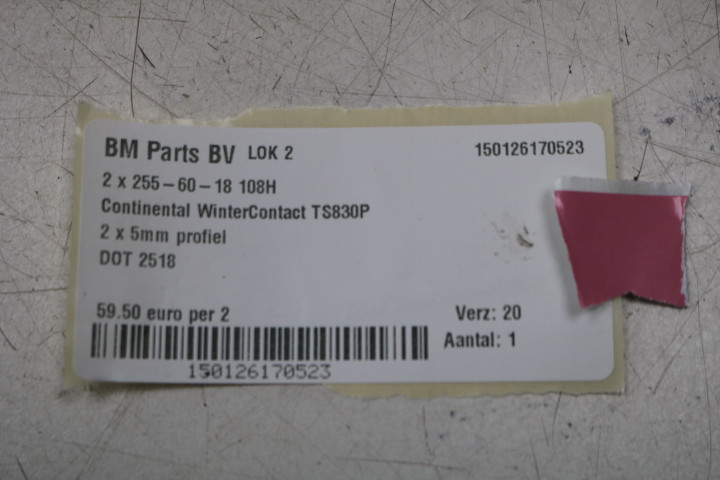 BM Parts BV LOK 2 150126170523
2 x 255-60-18 108H
Continental WinterContact TS830P
2 x 5mm profiel
DOT 2518
59.50 euro per 2 Verz: 20
Aantal: 1
150126170523